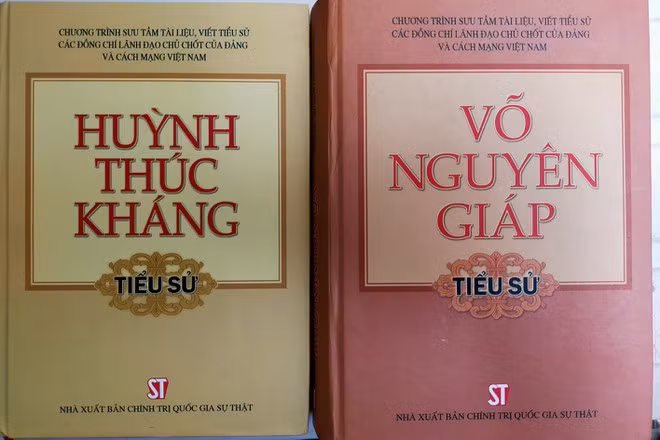 CHƯƠNG TRÌNH SƯU TẦM TÀI LIỆU, VIẾT TIỂU SỬ
CÁC ĐỒNG CHÍ LÃNH ĐẠO CHỦ CHỐT CỦA ĐẢNG
VÀ CÁCH MẠNG VIỆT NAM
HUỲNH
THÚC
KHÁNG
TIỂU SỬ
ST
NHÀ XUẤT BẢN CHÍNH TRỊ QUỐC GIA SỰ THẬT
CHƯƠNG TRÌNH SƯU TẦM TÀI LIỆU, VIẾT TIỂU SỬ
CÁC ĐỒNG CHÍ LÃNH ĐẠO CHỦ CHỐT CỦA ĐẢNG
VÀ CÁCH MẠNG VIỆT NAM
VÕ
NGUYÊN
GIÁP
TIỂU SỬ
ST
NHÀ XUẤT BẢN CHÍNH TRỊ QUỐC GIA SỰ THẬT